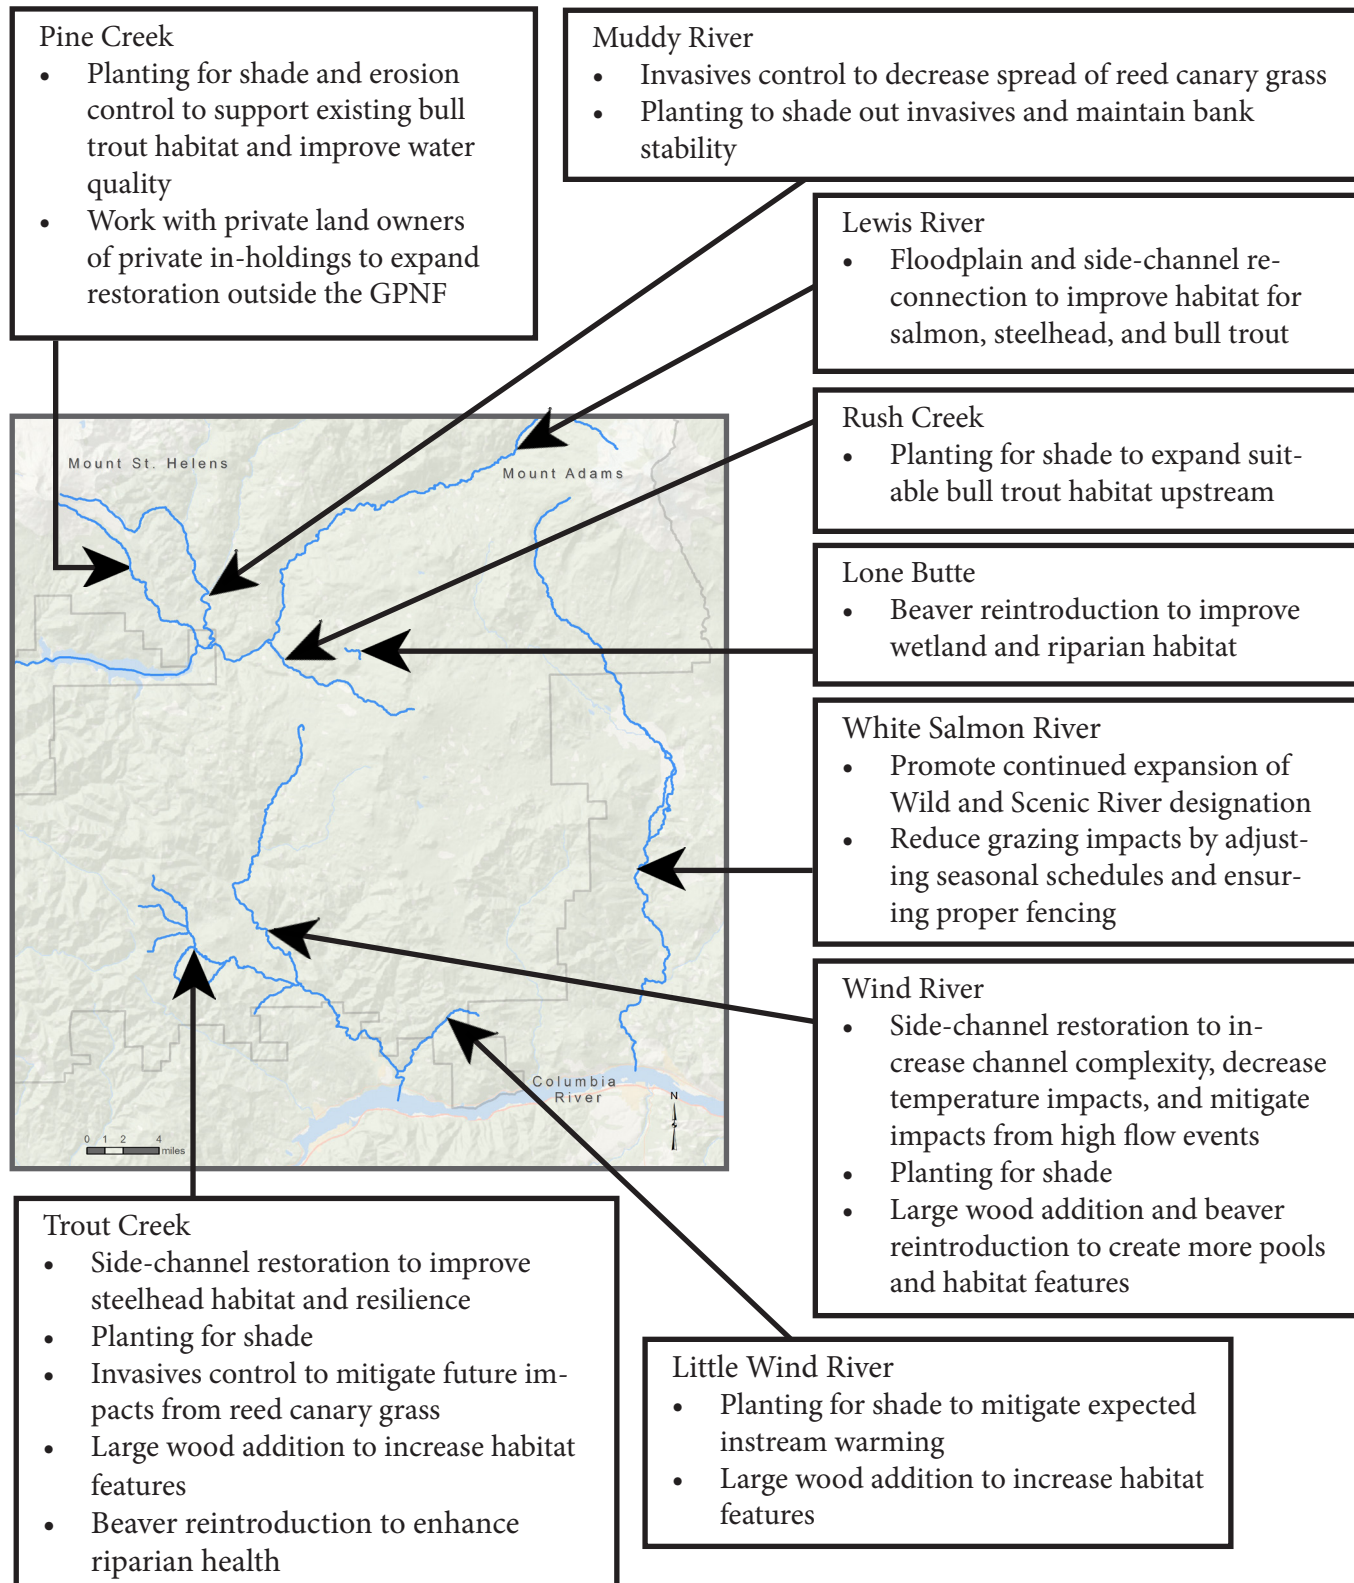 Pine Creek
• Planting for shade and erosion
control to support existing bull
trout habitat and improve water
quality
• Work with private land owners
of private in-holdings to expand
restoration outside the GPNF
Muddy River
• Invasives control to decrease spread of reed canary grass
• Planting to shade out invasives and maintain bank
stability
Lewis River
• Floodplain and side-channel re-
connection to improve habitat for
salmon, steelhead, and bull trout
Rush Creek
• Planting for shade to expand suit-
able bull trout habitat upstream
Lone Butte
• Beaver reintroduction to improve
wetland and riparian habitat
White Salmon River
• Promote continued expansion of
Wild and Scenic River designation
• Reduce grazing impacts by adjust-
ing seasonal schedules and ensur-
ing proper fencing
Wind River
• Side-channel restoration to in-
crease channel complexity, decrease
temperature impacts, and mitigate
impacts from high flow events
• Planting for shade
• Large wood addition and beaver
reintroduction to create more pools
and habitat features
Mount St. Helens
Mount Adams
Columbia
River
N
0 1 2 4
miles
Trout Creek
• Side-channel restoration to improve
steelhead habitat and resilience
• Planting for shade
• Invasives control to mitigate future im-
pacts from reed canary grass
• Large wood addition to increase habitat
features
• Beaver reintroduction to enhance
riparian health
Little Wind River
• Planting for shade to mitigate expected
instream warming
• Large wood addition to increase habitat
features